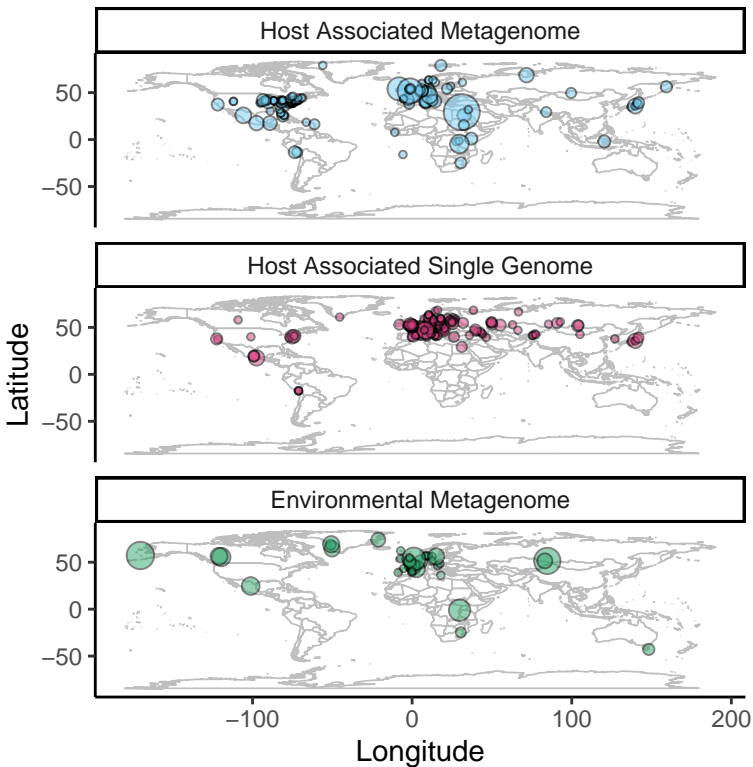 Host Associated Metagenome
50
0
−50
Host Associated Single Genome
50
0
−50
Latitude
Environmental Metagenome
50
0
−50
−100 0 100 200
Longitude